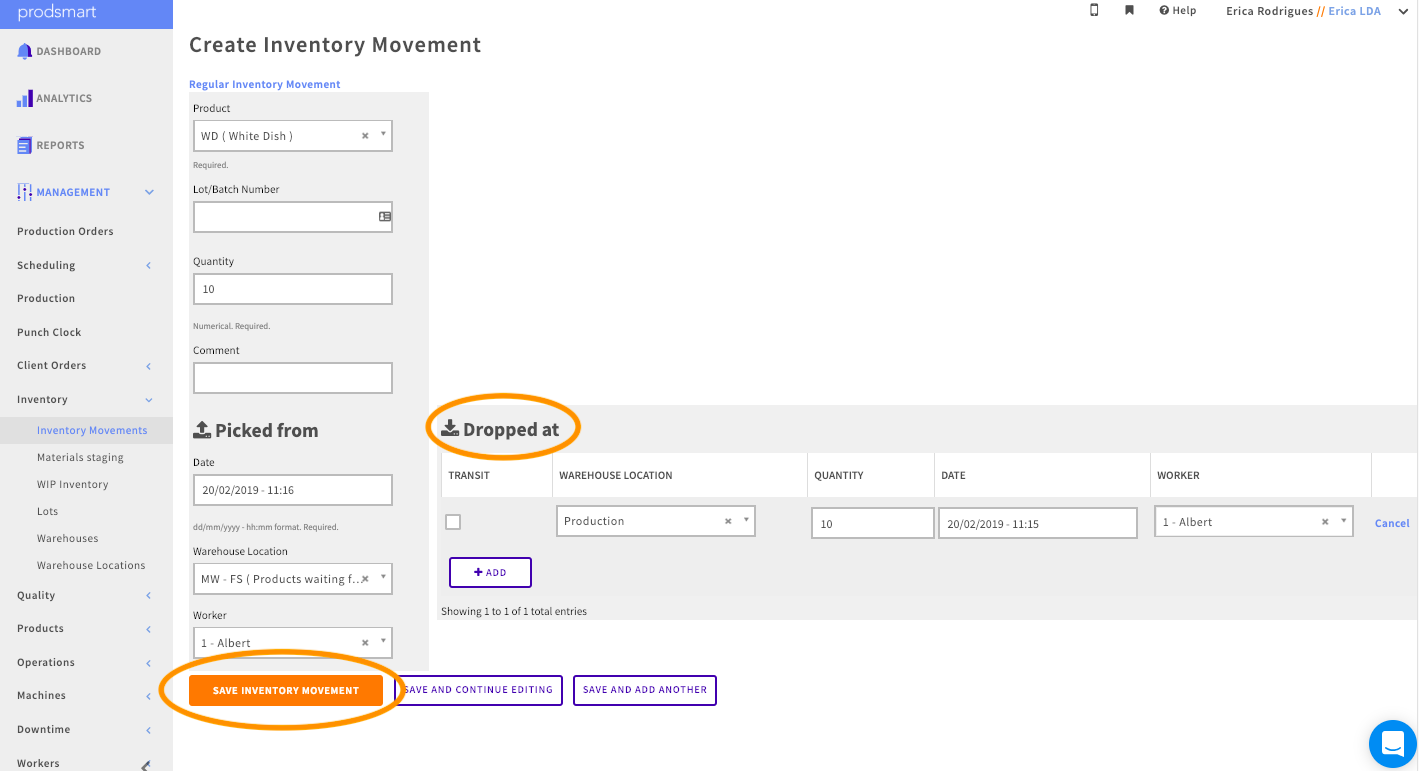 prodsmart
Help
Erica Rodrigues // Erica LDA
DASHBOARD
ANALYTICS
REPORTS
MANAGEMENT
Production Orders
Scheduling
Production
Punch Clock
Client Orders
Inventory
Inventory Movements
Materials staging
WIP Inventory
Lots
Warehouses
Warehouse Locations
Quality
Products
Operations
Machines
Downtime
Workers
Create Inventory Movement
Regular Inventory Movement
Product
WD ( White Dish )
Required.
Lot/Batch Number
Quantity
10
Numerical. Required.
Comment
Picked from
Date
20/02/2019 - 11:16
dd/mm/yyyy - hh:mm format. Required.
Warehouse Location
MW - FS ( Products waiting f...
Worker
1 - Albert
Dropped at
TRANSIT WAREHOUSE LOCATION QUANTITY DATE WORKER
Production 10 20/02/2019 - 11:15 1 - Albert Cancel
+ ADD
Showing 1 to 1 of 1 total entries
SAVE INVENTORY MOVEMENT SAVE AND CONTINUE EDITING SAVE AND ADD ANOTHER